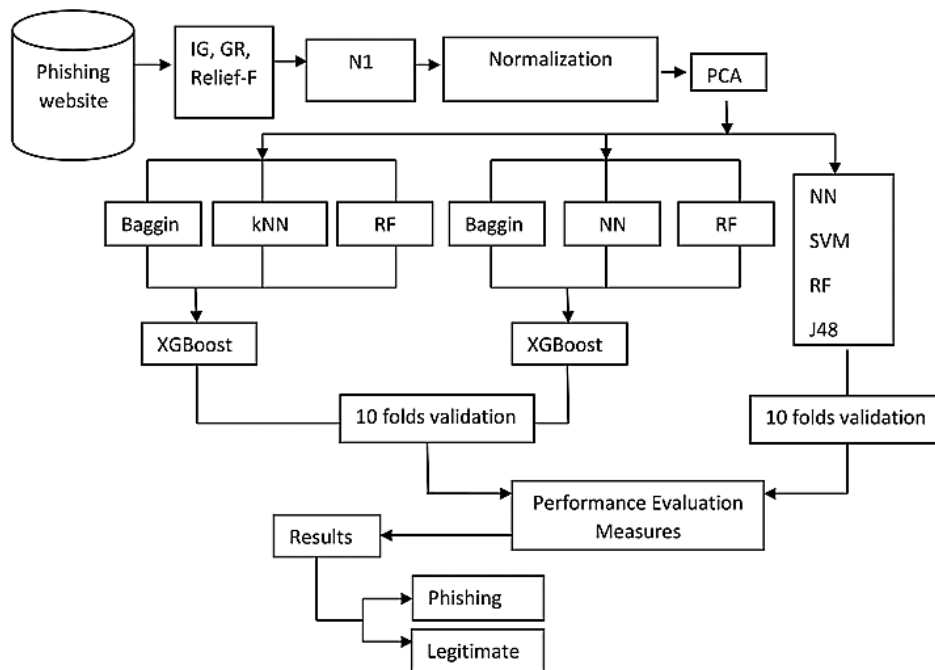 Phishing
website
IG, GR,
Relief-F
N1
Normalization
PCA
Baggin
kNN
RF
Baggin
NN
RF
NN
SVM
RF
J48
XGBoost
XGBoost
10 folds validation
10 folds validation
Performance Evaluation
Measures
Results
Phishing
Legitimate